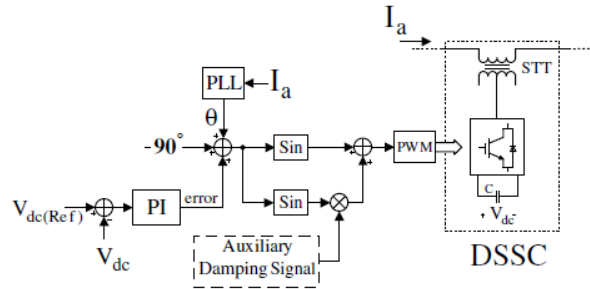 I_a
PLL
I_a
STT
θ
-90°
Sin
PWM
V_dc(Ref)
PI
error
Sin
C
+ V_dc -
V_dc
Auxiliary
Damping Signal
DSSC